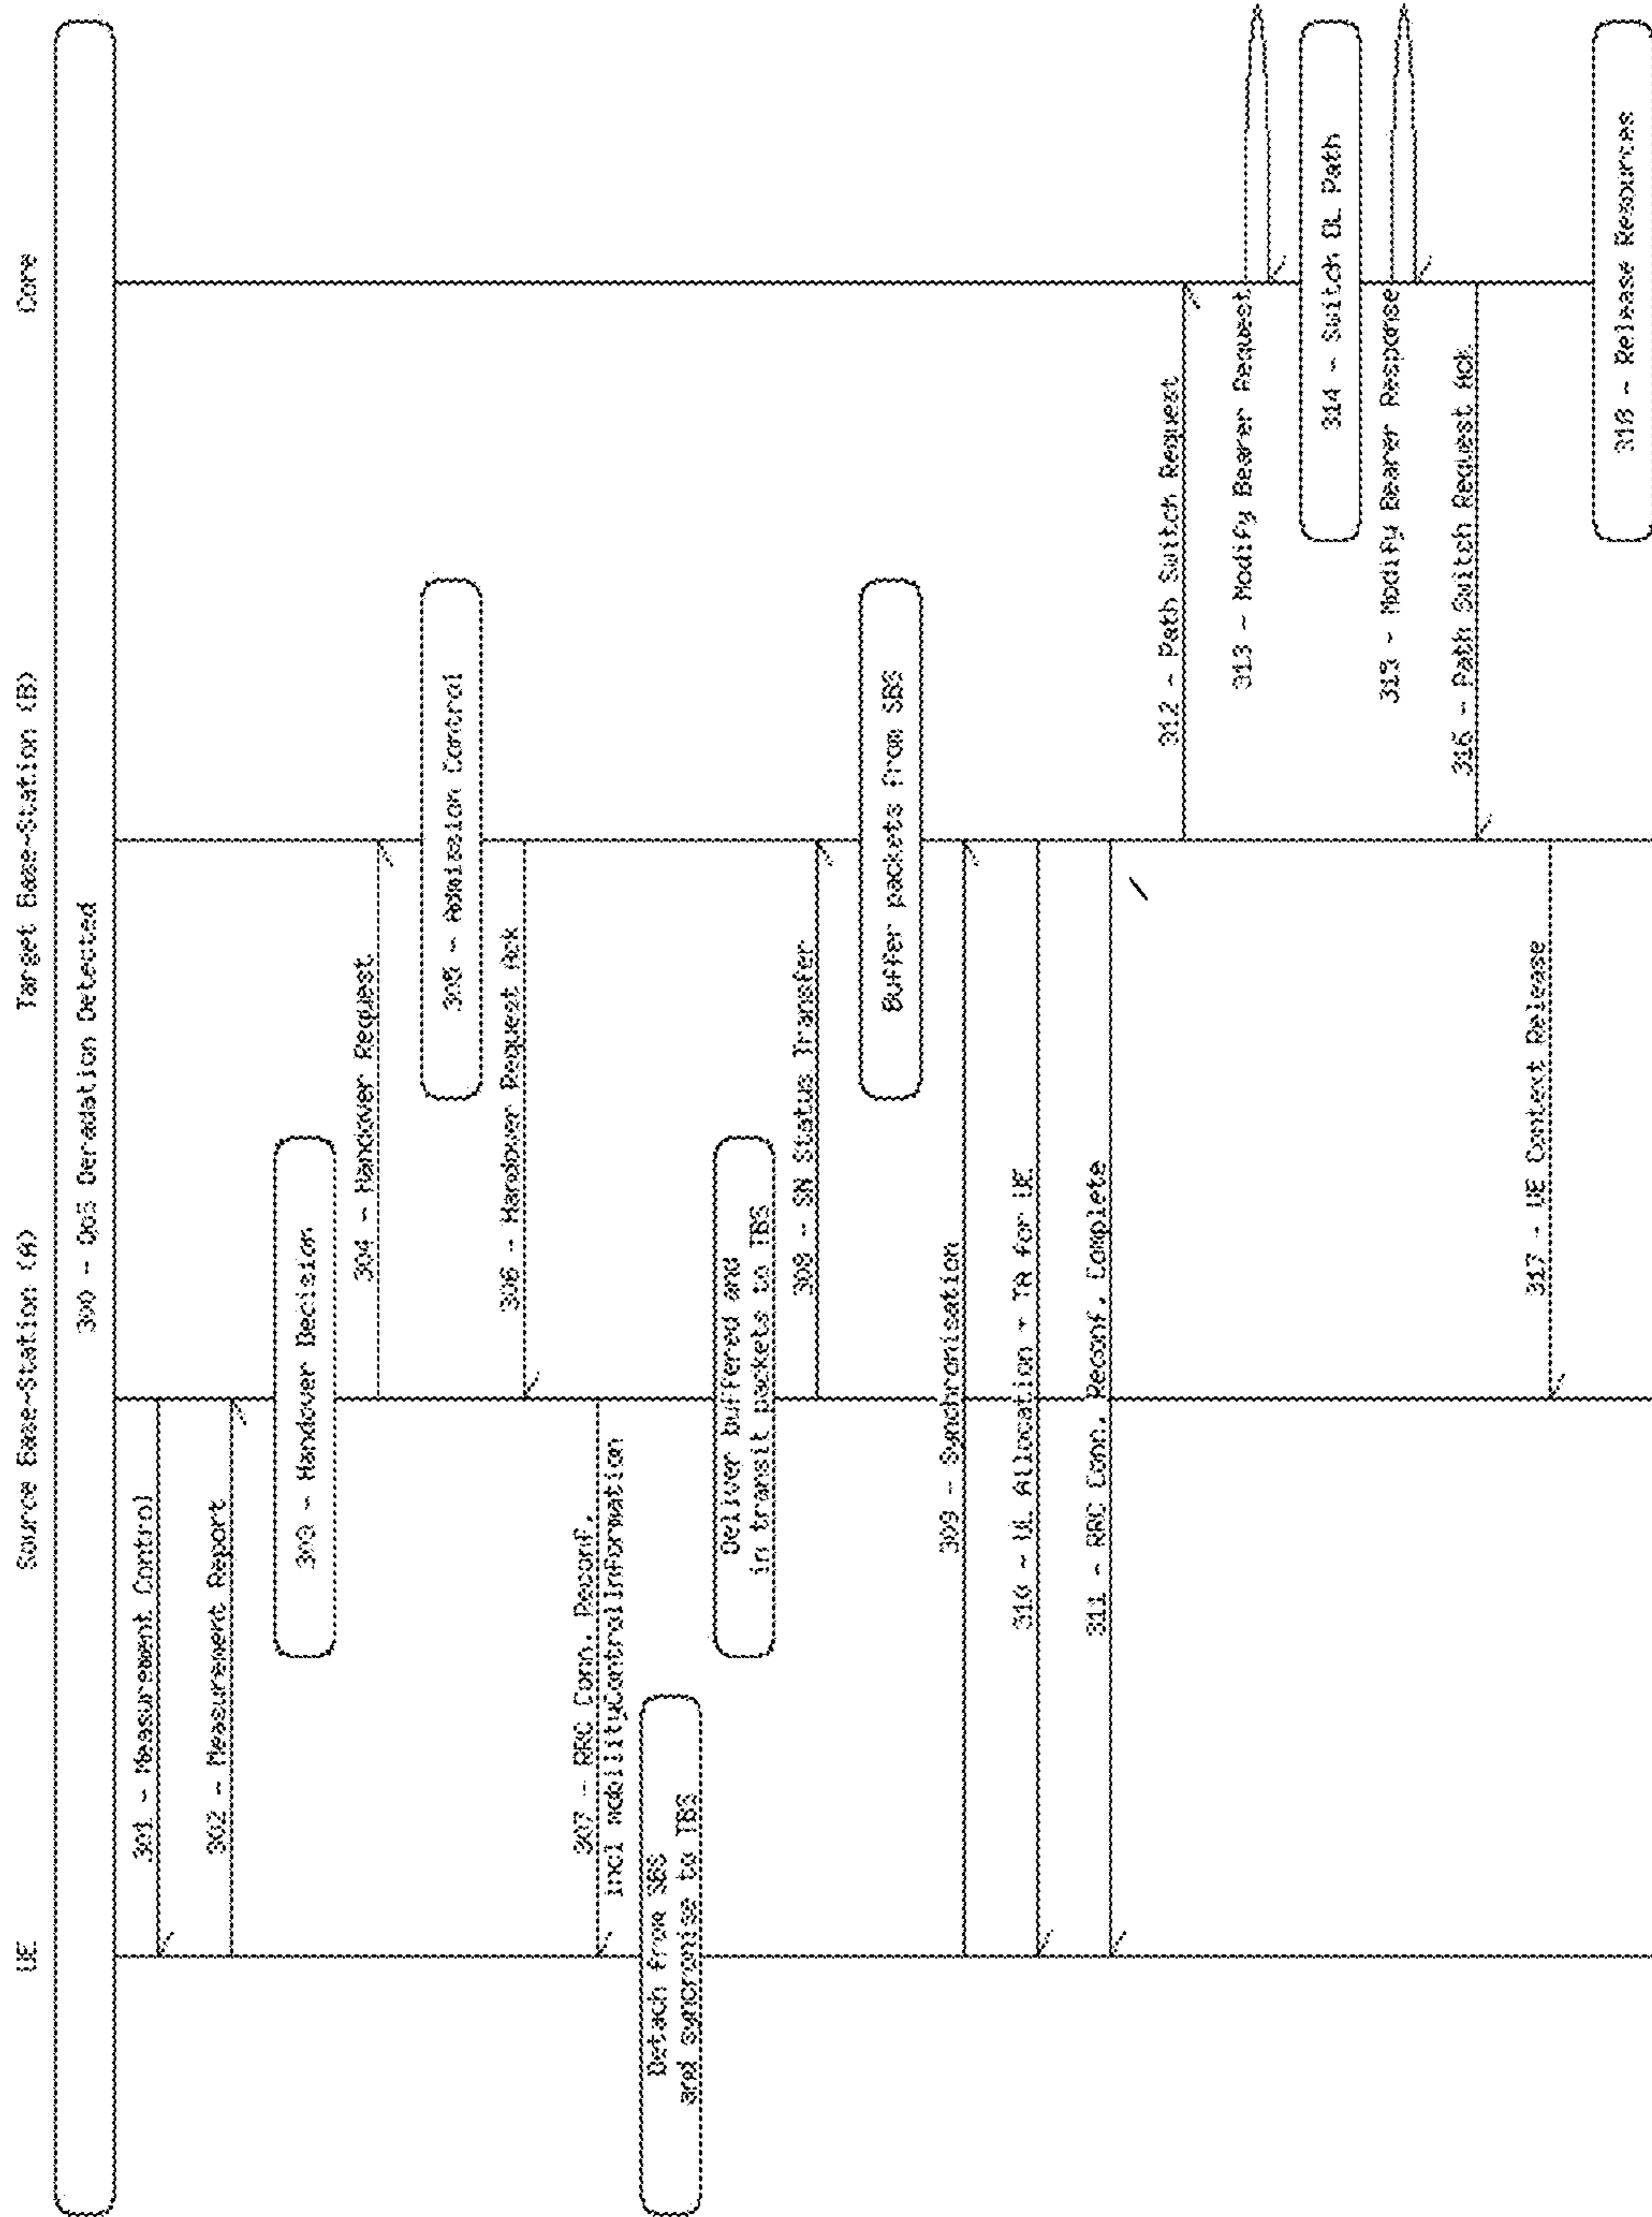 UE
Source Base-Station (A)
Target Base-Station (B)
Core
300 - QoS Deradation Detected
301 - Measurement Control
302 - Measurement Report
303 - Handover Decision
304 - Handover Request
305 - Admission Control
306 - Handover Request Ack
307 - RRC Conn. Reconf.
incl mobilityControlInformation
Detach from SBS
and syncronise to TBS
Deliver buffered and
in transit packets to TBS
308 - SN Status Transfer
Buffer packets from SBS
309 - Synchronisation
310 - UL Allocation + TA for UE
311 - RRC Conn. Reconf. Complete
312 - Path Switch Request
313 - Modify Bearer Request
314 - Switch DL Path
315 - Modify Bearer Response
316 - Path Switch Request Ack
317 - UE Context Release
318 - Release Resources